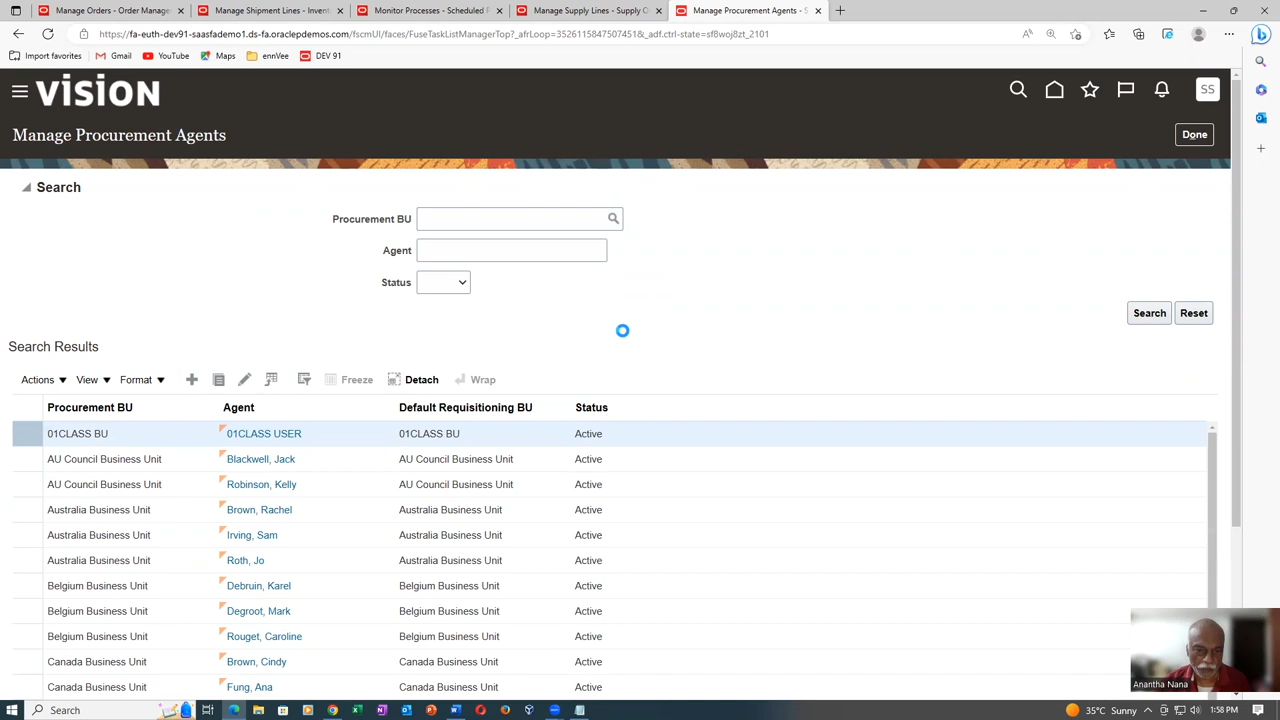 Manage Orders - Order Manage
Manage Shipment Lines - Invent
Monitor Processes - Scheduled P
Manage Supply Lines - Supply O
Manage Procurement Agents - S
https://fa-euth-dev91-saasfademo1.ds-fa.oraclepdemos.com/fscmUI/faces/FuseTaskListManagerTop?_afrLoop=3526115847507451&_adf.ctrl-state=sf8woj8zt_2101
Import favorites
Gmail
YouTube
Maps
ennVee
DEV 91
VISION
SS
Manage Procurement Agents
Done
Search
Procurement BU
Agent
Status
Search Reset
Search Results
Actions View Format Freeze Detach Wrap
Procurement BU Agent Default Requisitioning BU Status
01CLASS BU 01CLASS USER 01CLASS BU Active
AU Council Business Unit Blackwell, Jack AU Council Business Unit Active
AU Council Business Unit Robinson, Kelly AU Council Business Unit Active
Australia Business Unit Brown, Rachel Australia Business Unit Active
Australia Business Unit Irving, Sam Australia Business Unit Active
Australia Business Unit Roth, Jo Australia Business Unit Active
Belgium Business Unit Debruin, Karel Belgium Business Unit Active
Belgium Business Unit Degroot, Mark Belgium Business Unit Active
Belgium Business Unit Rouget, Caroline Belgium Business Unit Active
Canada Business Unit Brown, Cindy Canada Business Unit Active
Canada Business Unit Fung, Ana Canada Business Unit Active
Anantha Nana
Search
35°C Sunny
1:58 PM